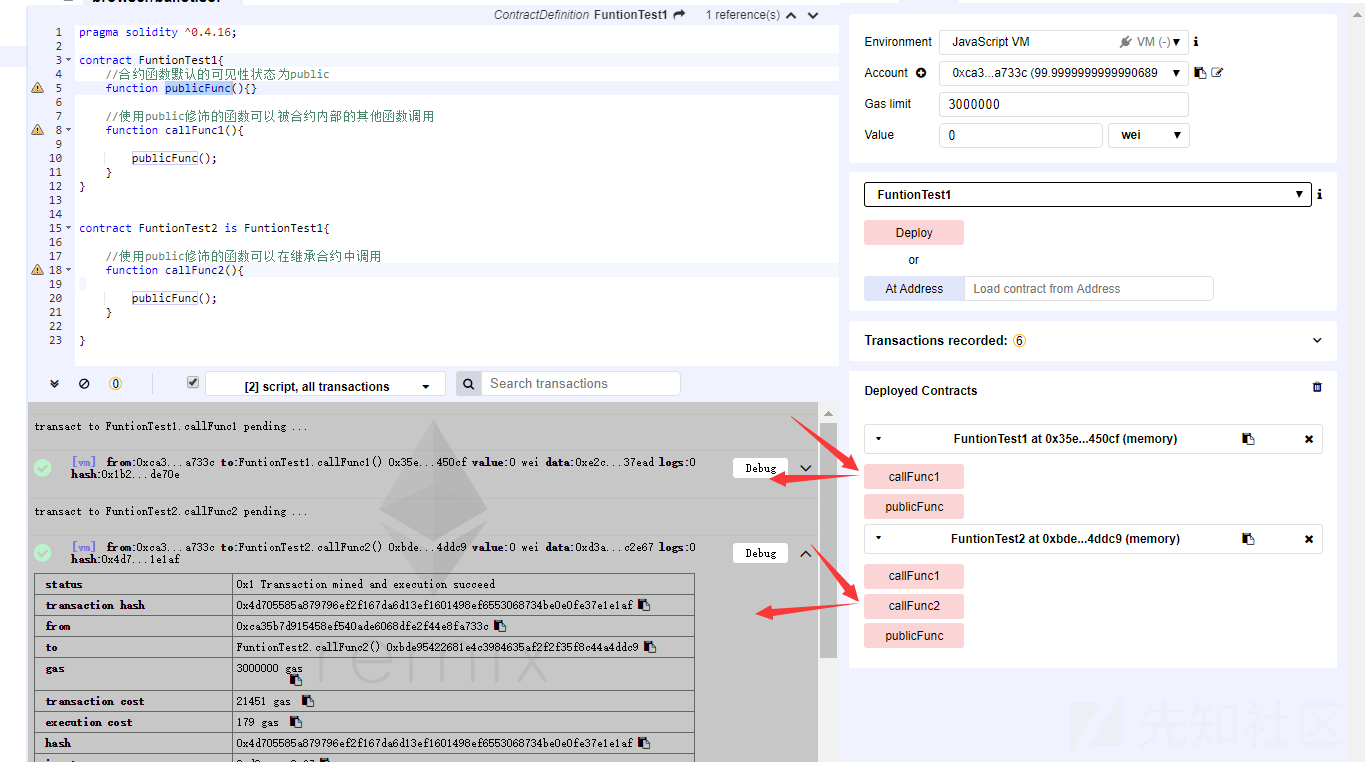 ContractDefinition FuntionTest1 1 reference(s)
1 pragma solidity ^0.4.16;
2
3 contract FuntionTest1{
4 //合约函数默认的可见性状态为public
5 function publicFunc(){}
6
7 //使用public修饰的函数可以被合约内部的其他函数调用
8 function callFunc1(){
9
10 publicFunc();
11 }
12 }
13
14
15 contract FuntionTest2 is FuntionTest1{
16
17 //使用public修饰的函数可以在继承合约中调用
18 function callFunc2(){
19
20 publicFunc();
21 }
22
23 }
0 [2] script, all transactions Search transactions
transact to FuntionTest1.callFunc1 pending ...
[vm] from:0xca3...a733c to:FuntionTest1.callFunc1() 0x35e...450cf value:0 wei data:0xe2c...37ead logs:0 Debug
hash:0x1b2...de70e
transact to FuntionTest2.callFunc2 pending ...
[vm] from:0xca3...a733c to:FuntionTest2.callFunc2() 0xbde...4ddc9 value:0 wei data:0xd3a...c2e67 logs:0 Debug
hash:0x4d7...1e1af
status 0x1 Transaction mined and execution succeed
transaction hash 0x4d705585a879796ef2f167da6d13ef1601498ef6553068734be0e0fe37e1e1af
from 0xca35b7d915458ef540ade6068dfe2f44e8fa733c
to FuntionTest2.callFunc2() 0xbde95422681e4c3984635af2f2f35f8c44a4ddc9
gas 3000000 gas
transaction cost 21451 gas
execution cost 179 gas
hash 0x4d705585a879796ef2f167da6d13ef1601498ef6553068734be0e0fe37e1e1af
remix
Environment JavaScript VM VM (-) i
Account 0xca3...a733c (99.9999999999990689
Gas limit 3000000
Value 0 wei
FuntionTest1 i
Deploy
or
At Address Load contract from Address
Transactions recorded: 6
Deployed Contracts
FuntionTest1 at 0x35e...450cf (memory)
callFunc1
publicFunc
FuntionTest2 at 0xbde...4ddc9 (memory)
callFunc1
callFunc2
publicFunc
先知社区